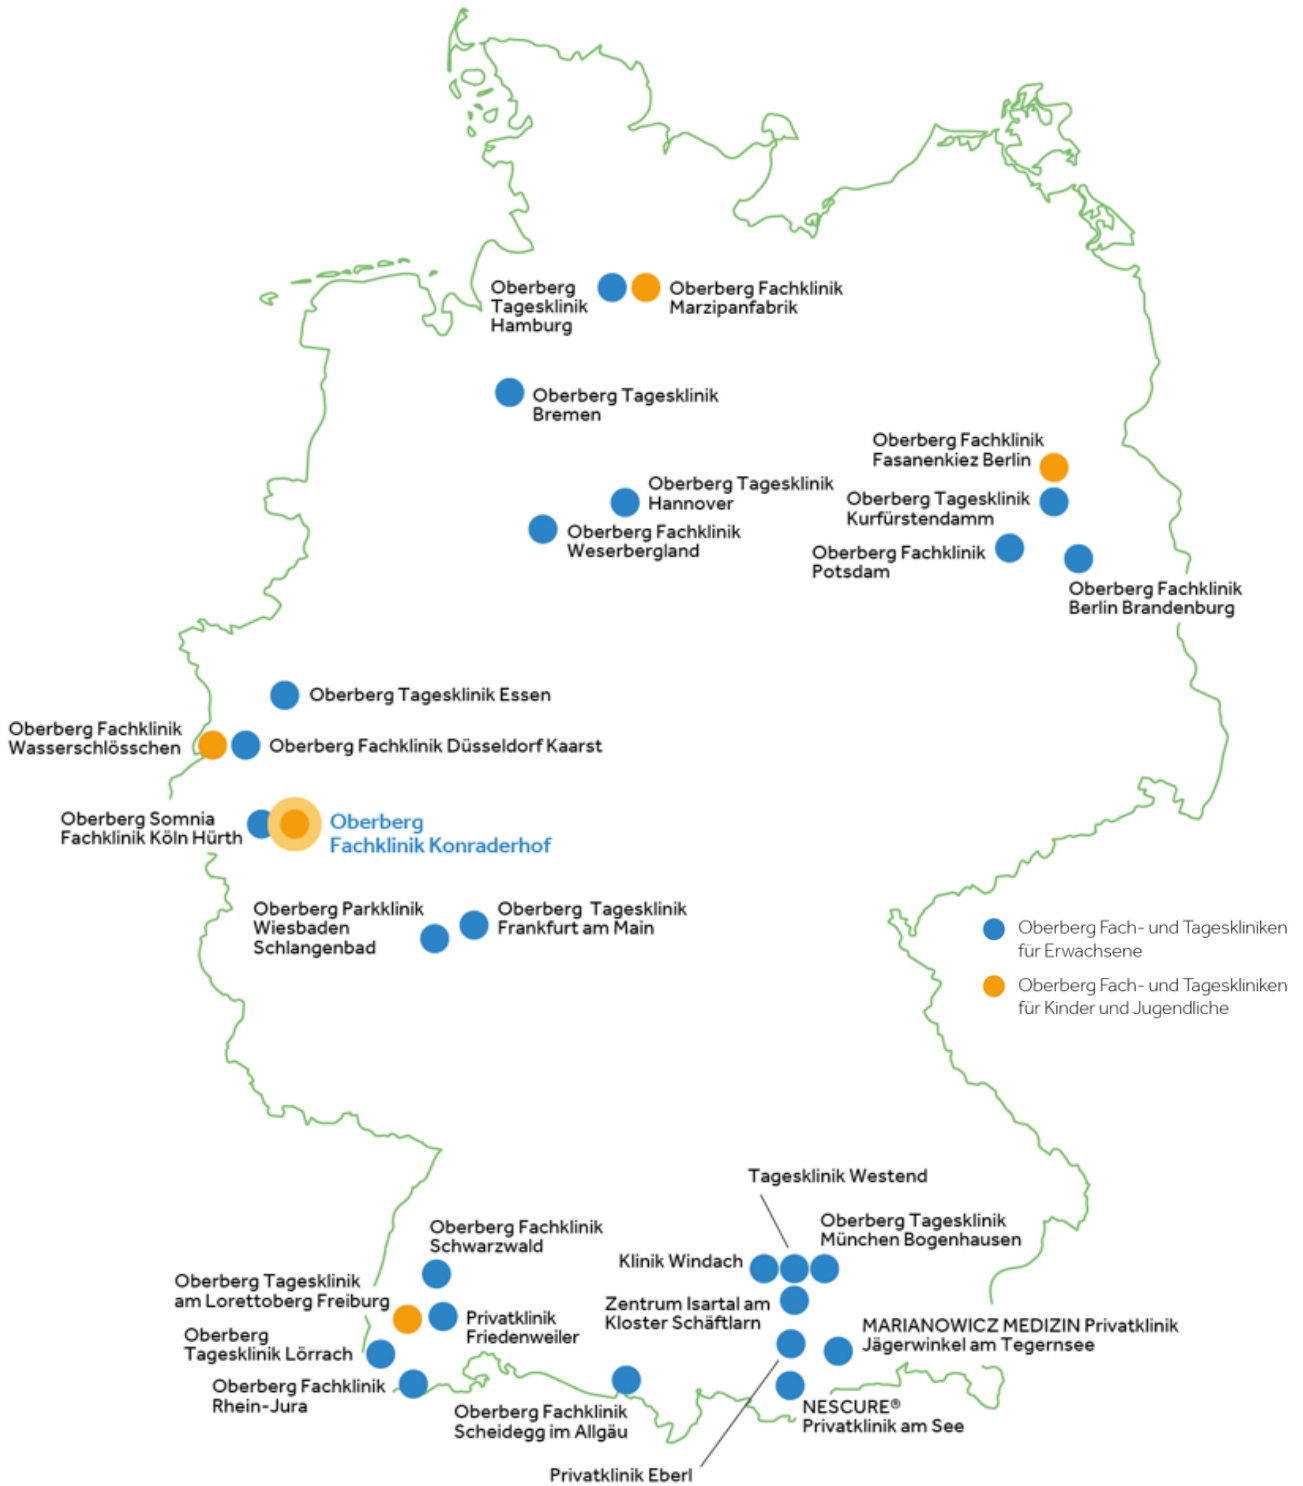 Oberberg
Tagesklinik
Hamburg
Oberberg Fachklinik
Marzipanfabrik
Oberberg Tagesklinik
Bremen
Oberberg Fachklinik
Fasanenkiez Berlin
Oberberg Tagesklinik
Hannover
Oberberg Tagesklinik
Kurfürstendamm
Oberberg Fachklinik
Weserbergland
Oberberg Fachklinik
Potsdam
Oberberg Fachklinik
Berlin Brandenburg
Oberberg Tagesklinik Essen
Oberberg Fachklinik
Wasserschlösschen
Oberberg Fachklinik Düsseldorf Kaarst
Oberberg Somnia
Fachklinik Köln Hürth
Oberberg
Fachklinik Konraderhof
Oberberg Parkklinik
Wiesbaden
Schlangenbad
Oberberg Tagesklinik
Frankfurt am Main
Oberberg Fach- und Tageskliniken
für Erwachsene
Oberberg Fach- und Tageskliniken
für Kinder und Jugendliche
Tagesklinik Westend
Oberberg Fachklinik
Schwarzwald
Oberberg Tagesklinik
München Bogenhausen
Klinik Windach
Oberberg Tagesklinik
am Lorettoberg Freiburg
Zentrum Isartal am
Kloster Schäftlarn
Privatklinik
Friedenweiler
MARIANOWICZ MEDIZIN Privatklinik
Jägerwinkel am Tegernsee
Oberberg
Tagesklinik Lörrach
Oberberg Fachklinik
Rhein-Jura
Oberberg Fachklinik
Scheidegg im Allgäu
NESCURE®
Privatklinik am See
Privatklinik Eberl